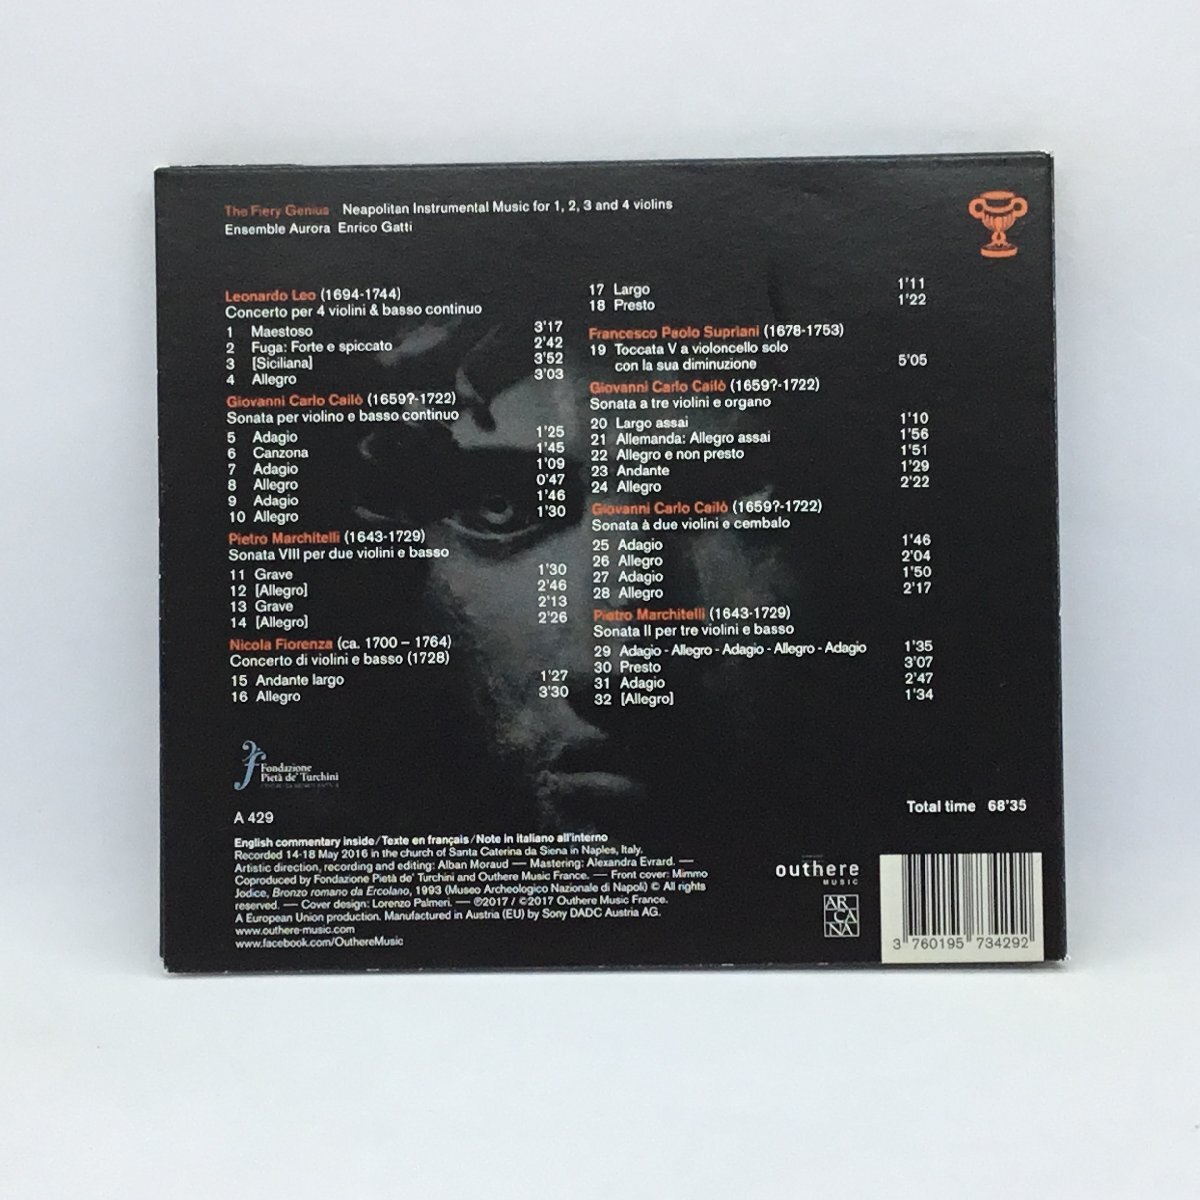 The Fiery Genius Neapolitan Instrumental Music for 1, 2, 3 and 4 violins
Ensemble Aurora Enrico Gatti
Leonardo Leo (1694-1744)
Concerto per 4 violini & basso continuo
1 Maestoso 3'17
2 Fuga: Forte e spiccato 2'42
3 [Siciliana] 3'52
4 Allegro 3'03
Giovanni Carlo Cailò (1659?-1722)
Sonata per violino e basso continuo
5 Adagio 1'25
6 Canzona 1'45
7 Adagio 1'09
8 Allegro 0'47
9 Adagio 1'46
10 Allegro 1'30
Pietro Marchitelli (1643-1729)
Sonata VIII per due violini e basso
11 Grave 1'30
12 [Allegro] 2'46
13 Grave 2'13
14 [Allegro] 2'26
Nicola Fiorenza (ca. 1700 – 1764)
Concerto di violini e basso (1728)
15 Andante largo 1'27
16 Allegro 3'30
17 Largo 1'11
18 Presto 1'22
Francesco Paolo Supriani (1678-1753)
19 Toccata V a violoncello solo
con la sua diminuzione 5'05
Giovanni Carlo Cailò (1659?-1722)
Sonata a tre violini e organo
20 Largo assai 1'10
21 Allemanda: Allegro assai 1'56
22 Allegro e non presto 1'51
23 Andante 1'29
24 Allegro 2'22
Giovanni Carlo Cailò (1659?-1722)
Sonata à due violini e cembalo
25 Adagio 1'46
26 Allegro 2'04
27 Adagio 1'50
28 Allegro 2'17
Pietro Marchitelli (1643-1729)
Sonata II per tre violini e basso
29 Adagio - Allegro - Adagio - Allegro - Adagio 1'35
30 Presto 3'07
31 Adagio 2'47
32 [Allegro] 1'34
Fondazione
Pietà de' Turchini
Total time 68'35
A 429
English commentary inside/Texte en français/Note in italiano all'interno
Recorded 14-18 May 2016 in the church of Santa Caterina da Siena in Naples, Italy.
Artistic direction, recording and editing: Alban Moraud — Mastering: Alexandra Evrard. —
Coproduced by Fondazione Pietà de' Turchini and Outhere Music France. — Front cover: Mimmo
Jodice, Bronzo romano da Ercolano, 1993 (Museo Archeologico Nazionale di Napoli) © All rights
reserved. — Cover design: Lorenzo Palmeri. — ℗2017 / ©2017 Outhere Music France.
A European Union production. Manufactured in Austria (EU) by Sony DADC Austria AG.
www.outhere-music.com
www.facebook.com/OuthereMusic
outhere
MUSIC
AR
CA
NA
3 760195 734292